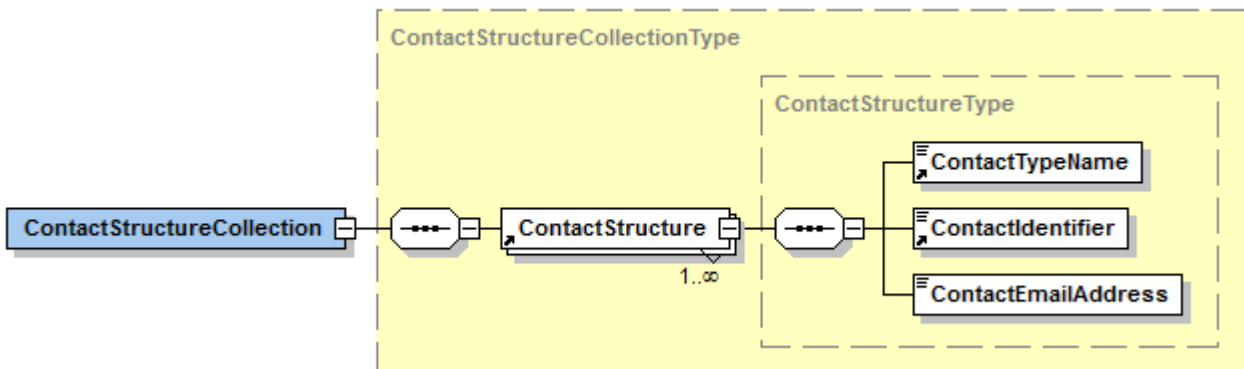 ContactStructureCollectionType
ContactStructureType
ContactTypeName
ContactStructureCollection
ContactStructure
1..∞
ContactIdentifier
ContactEmailAddress